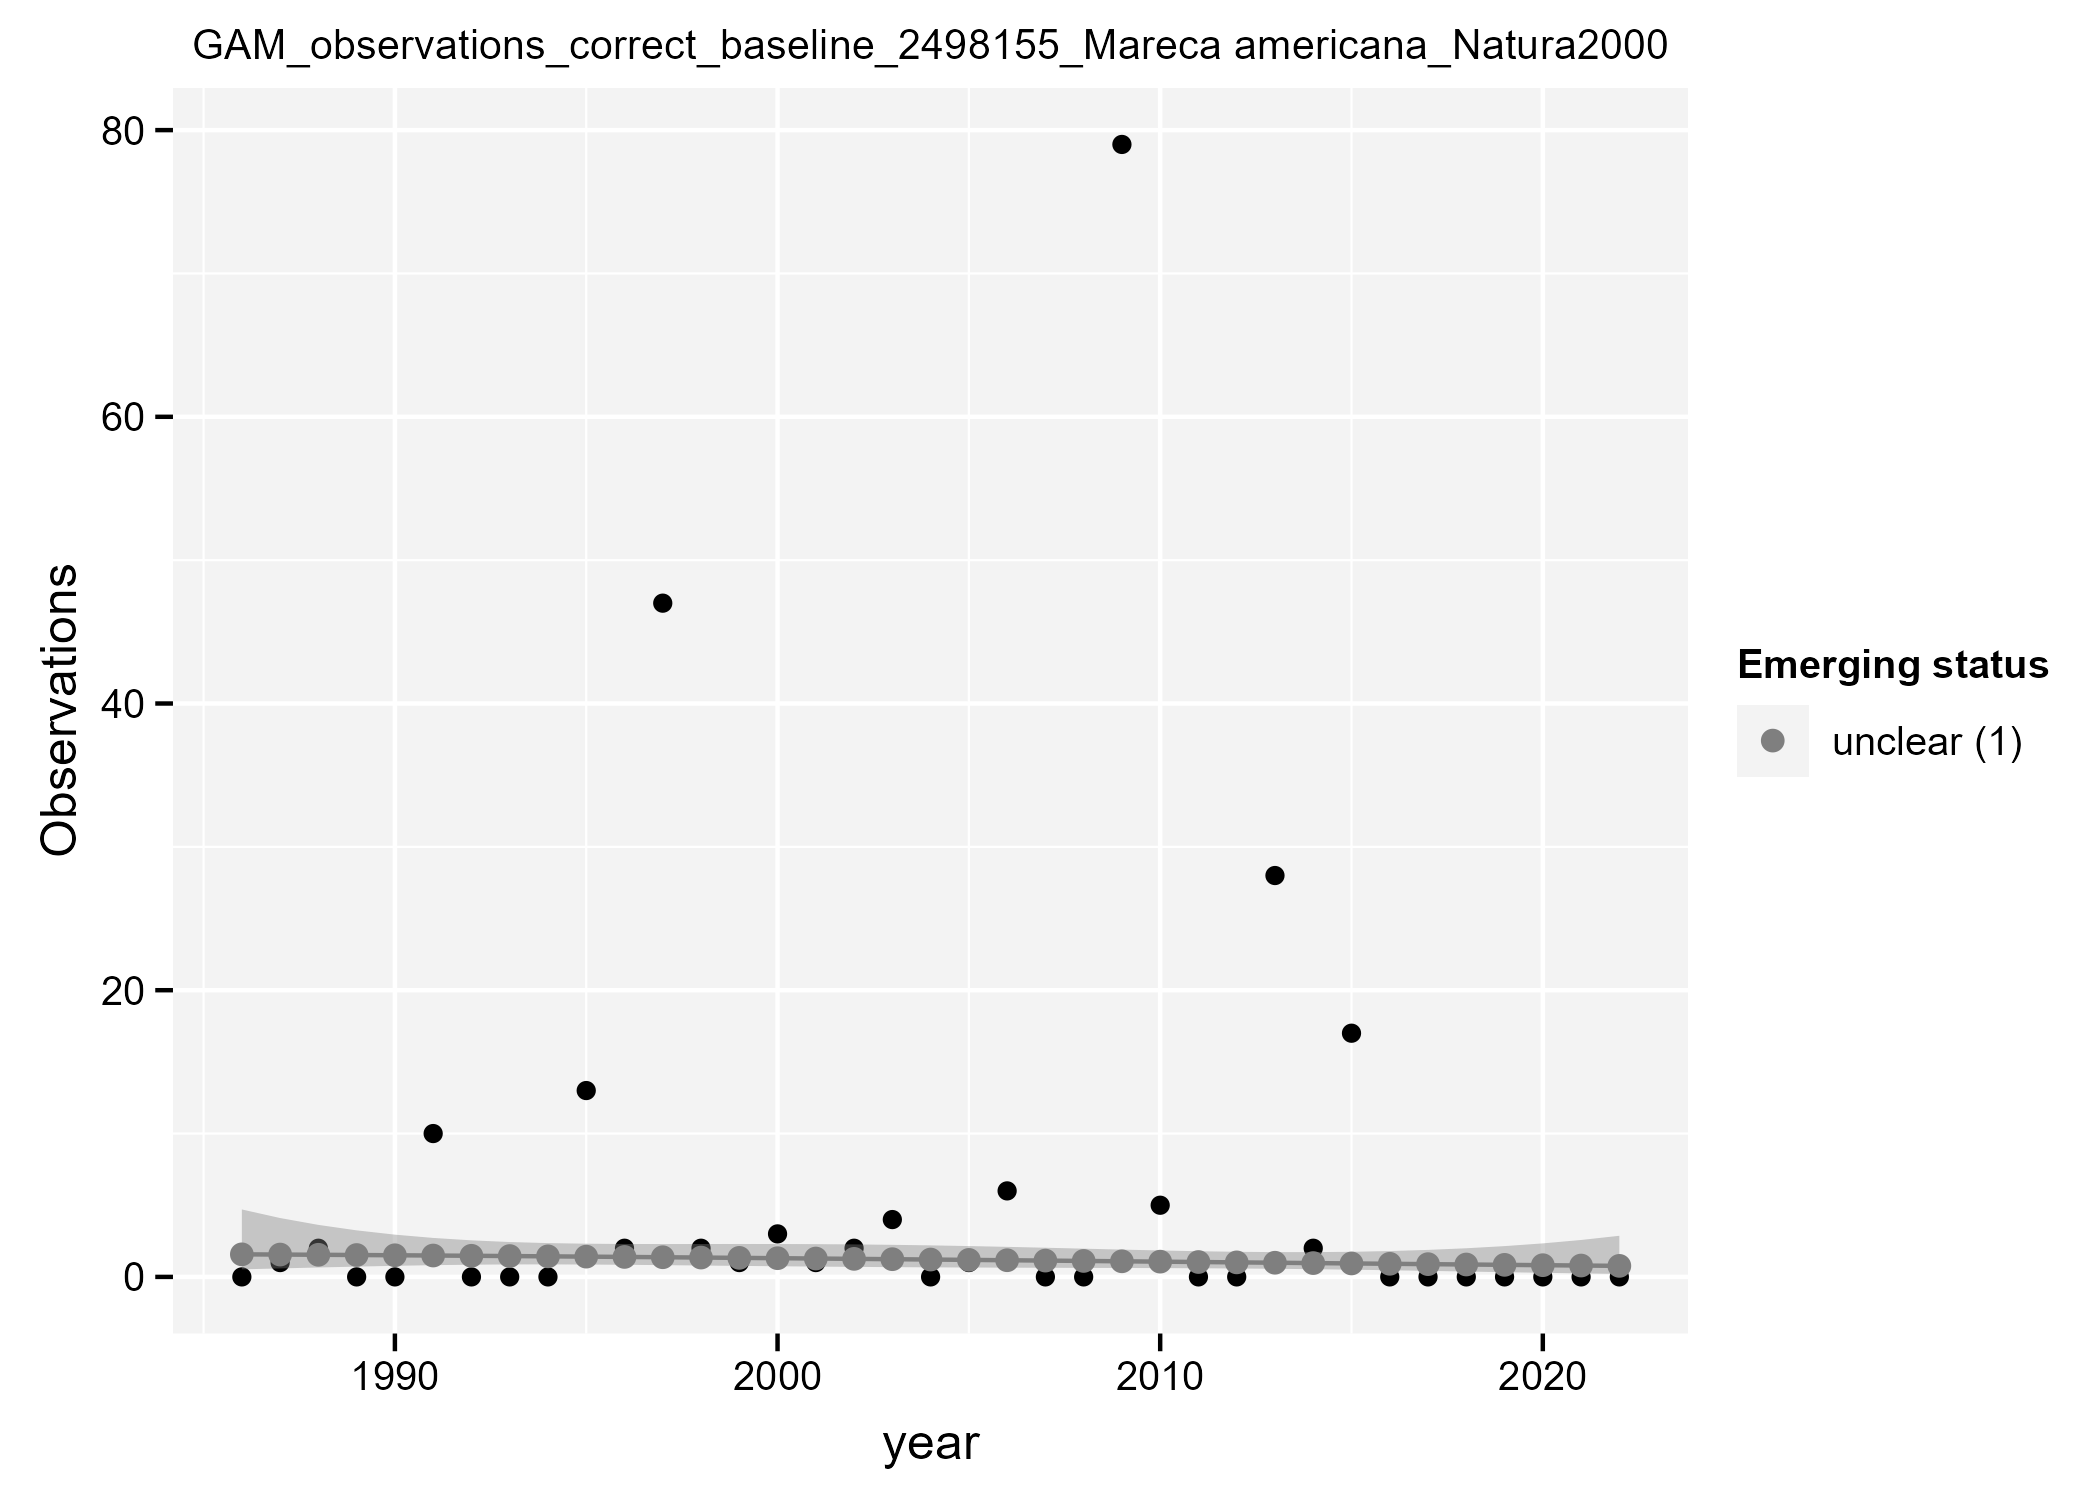 GAM_observations_correct_baseline_2498155_Mareca americana_Natura2000
80
60
40
20
0
Observations
1990
2000
2010
2020
year
Emerging status
unclear (1)